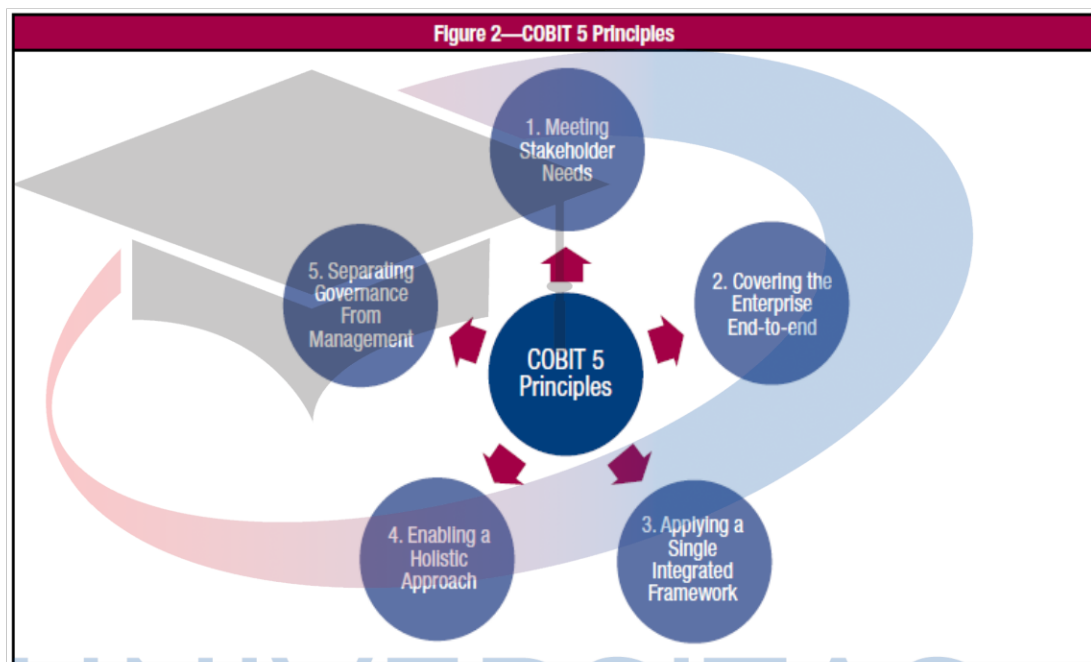 Figure 2—COBIT 5 Principles
1. Meeting
Stakeholder
Needs
2. Covering the
Enterprise
End-to-end
3. Applying a
Single
Integrated
Framework
4. Enabling a
Holistic
Approach
5. Separating
Governance
From
Management
COBIT 5
Principles
UNIVERSITAS